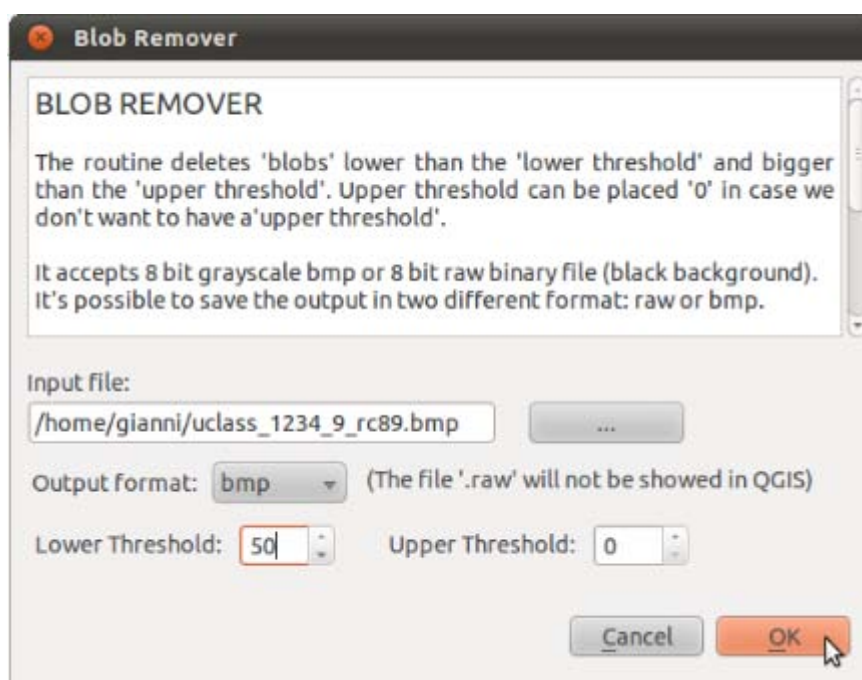 Blob Remover
BLOB REMOVER
The routine deletes 'blobs' lower than the 'lower threshold' and bigger
than the 'upper threshold'. Upper threshold can be placed '0' in case we
don't want to have a'upper threshold'.
It accepts 8 bit grayscale bmp or 8 bit raw binary file (black background).
It's possible to save the output in two different format: raw or bmp.
Input file:
/home/gianni/uclass_1234_9_rc89.bmp ...
Output format: bmp (The file '.raw' will not be showed in QGIS)
Lower Threshold: 50 Upper Threshold: 0
Cancel OK